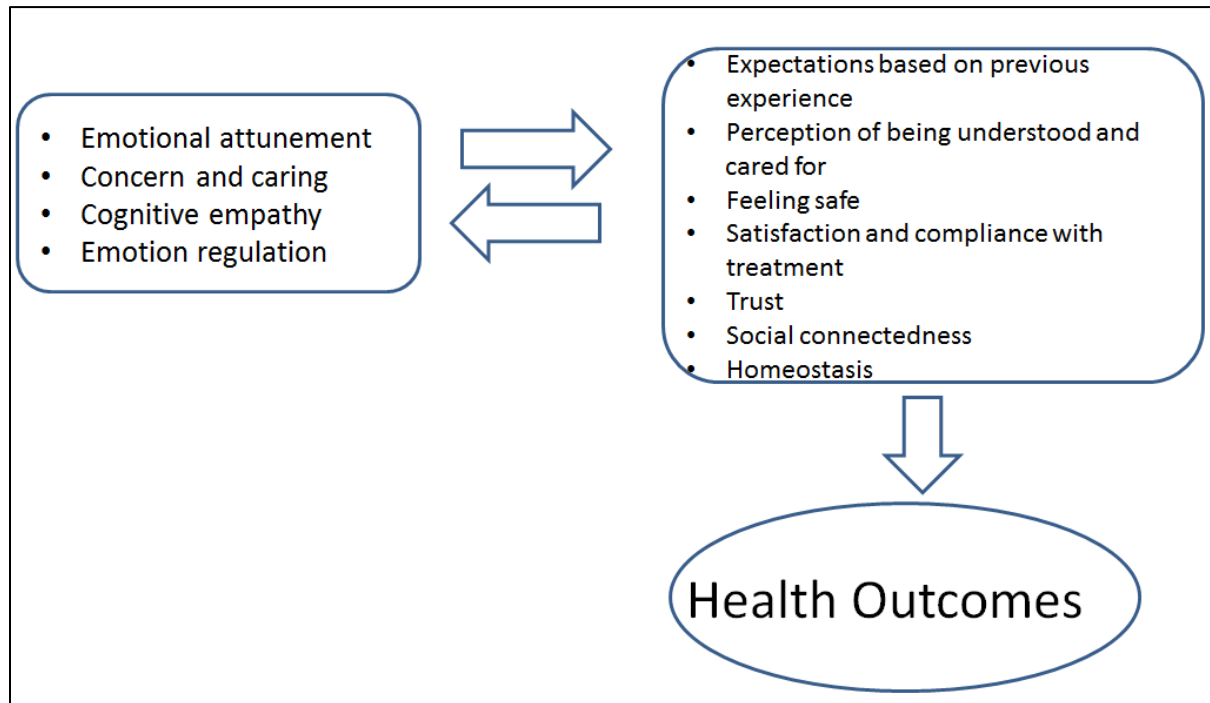 • Emotional attunement
• Concern and caring
• Cognitive empathy
• Emotion regulation
• Expectations based on previous
experience
• Perception of being understood and
cared for
• Feeling safe
• Satisfaction and compliance with
treatment
• Trust
• Social connectedness
• Homeostasis
Health Outcomes